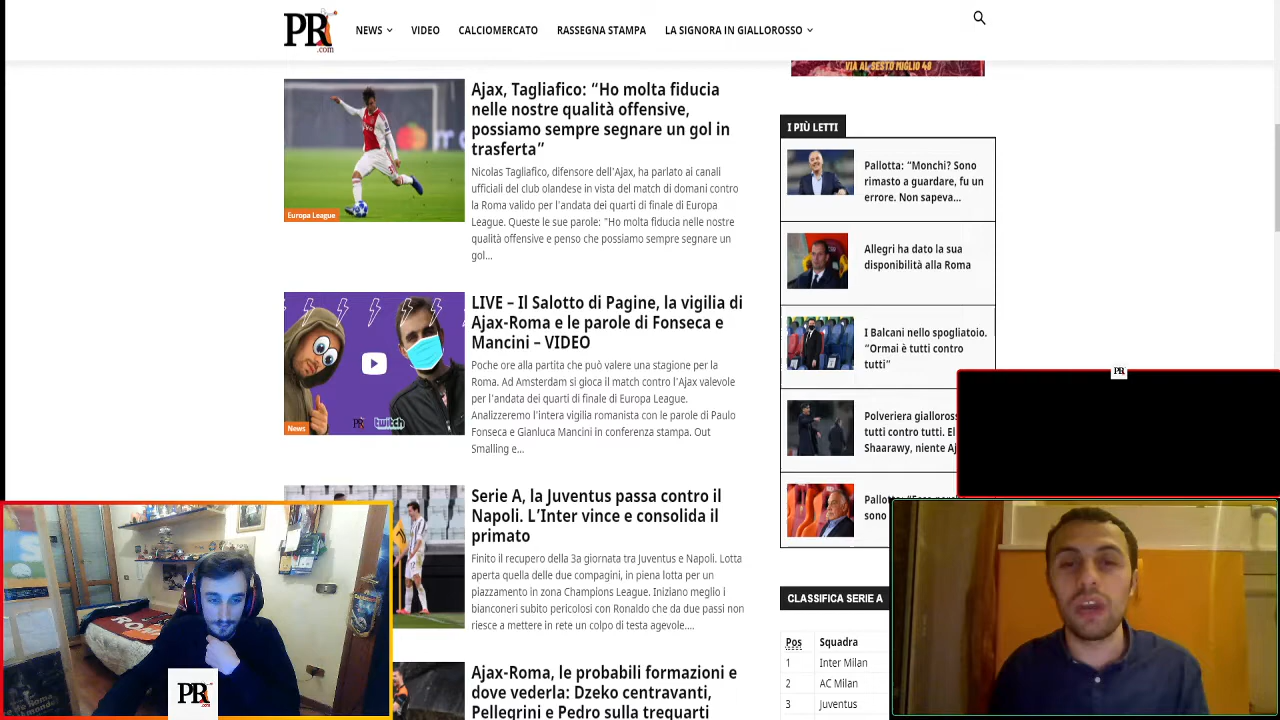 PR
.com
NEWS
VIDEO
CALCIOMERCATO
RASSEGNA STAMPA
LA SIGNORA IN GIALLOROSSO
VIA AL SESTO MIGLIO 48
Ajax, Tagliafico: “Ho molta fiducia
nelle nostre qualità offensive,
possiamo sempre segnare un gol in
trasferta”
Nicolas Tagliafico, difensore dell'Ajax, ha parlato ai canali
ufficiali del club olandese in vista del match di domani contro
la Roma valido per l'andata dei quarti di finale di Europa
League. Queste le sue parole: "Ho molta fiducia nelle nostre
qualità offensive e penso che possiamo sempre segnare un
gol...
Europa League
LIVE – Il Salotto di Pagine, la vigilia di
Ajax-Roma e le parole di Fonseca e
Mancini – VIDEO
Poche ore alla partita che può valere una stagione per la
Roma. Ad Amsterdam si gioca il match contro l'Ajax valevole
per l'andata dei quarti di finale di Europa League.
Analizzeremo l'intera vigilia romanista con le parole di Paulo
Fonseca e Gianluca Mancini in conferenza stampa. Out
Smalling e...
PR
twitch
News
Serie A, la Juventus passa contro il
Napoli. L’Inter vince e consolida il
primato
Finito il recupero della 3a giornata tra Juventus e Napoli. Lotta
aperta quella delle due compagini, in piena lotta per un
piazzamento in zona Champions League. Iniziano meglio i
bianconeri subito pericolosi con Ronaldo che da due passi non
riesce a mettere in rete un colpo di testa agevole....
Ajax-Roma, le probabili formazioni e
dove vederla: Dzeko centravanti,
Pellegrini e Pedro sulla trequarti
I PIÙ LETTI
Pallotta: “Monchi? Sono
rimasto a guardare, fu un
errore. Non sapeva...
Allegri ha dato la sua
disponibilità alla Roma
I Balcani nello spogliatoio.
“Ormai è tutti contro
tutti”
Polveriera gialloross
tutti contro tutti. El
Shaarawy, niente Aj
sono
CLASSIFICA SERIE A
Pos Squadra
1 Inter Milan
2 AC Milan
3 Juventus
PR
PR
.com